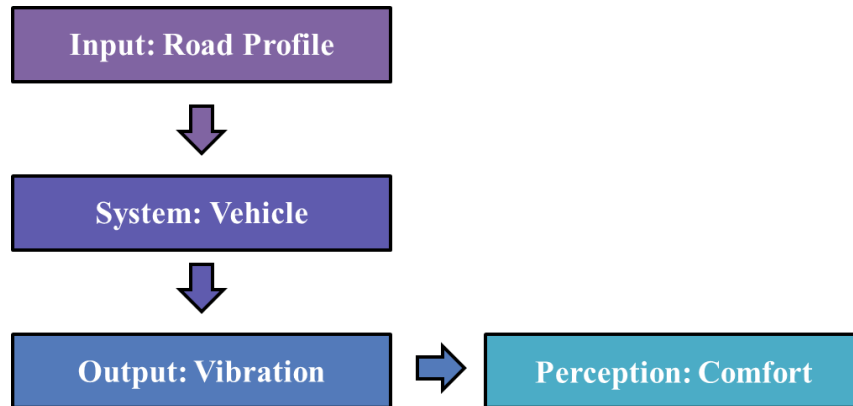 Input: Road Profile
System: Vehicle
Output: Vibration
Perception: Comfort